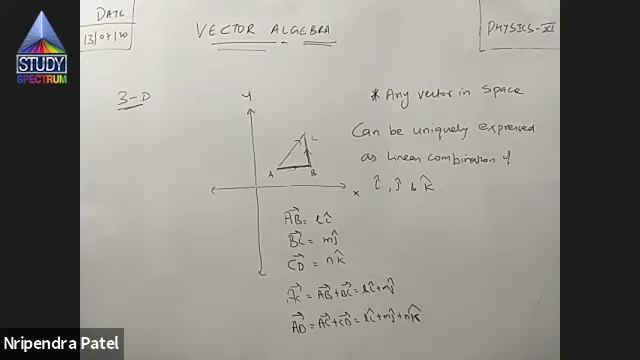 DATE
13/07/20
VECTOR ALGEBRA
PHYSICS-XI
STUDY
SPECTRUM
3-D
Y
* Any vector in Space
Can be uniquely expressed
as linear combination of
î, ĵ & k̂
C
A B
X
AB⃗ = lî
BC⃗ = mĵ
CD⃗ = nk̂
AC⃗ = AB⃗ + BC⃗ = lî + mĵ
AD⃗ = AC⃗ + CD⃗ = lî + mĵ + nk̂
Nripendra Patel